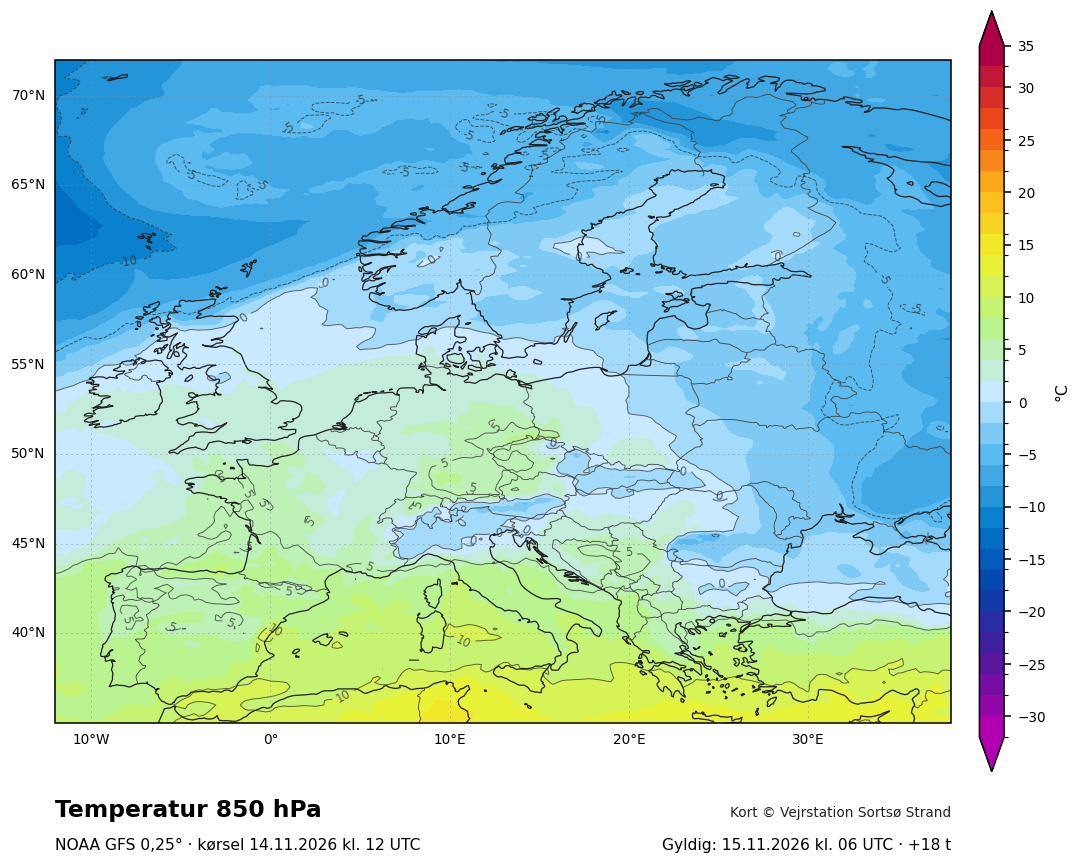 70°N
65°N
60°N
55°N
50°N
45°N
40°N
10°W 0° 10°E 20°E 30°E
35
30
25
20
15
10
5
0
−5
−10
−15
−20
−25
−30
°C
Temperatur 850 hPa
Kort © Vejrstation Sortsø Strand
NOAA GFS 0,25° · kørsel 14.11.2026 kl. 12 UTC
Gyldig: 15.11.2026 kl. 06 UTC · +18 t